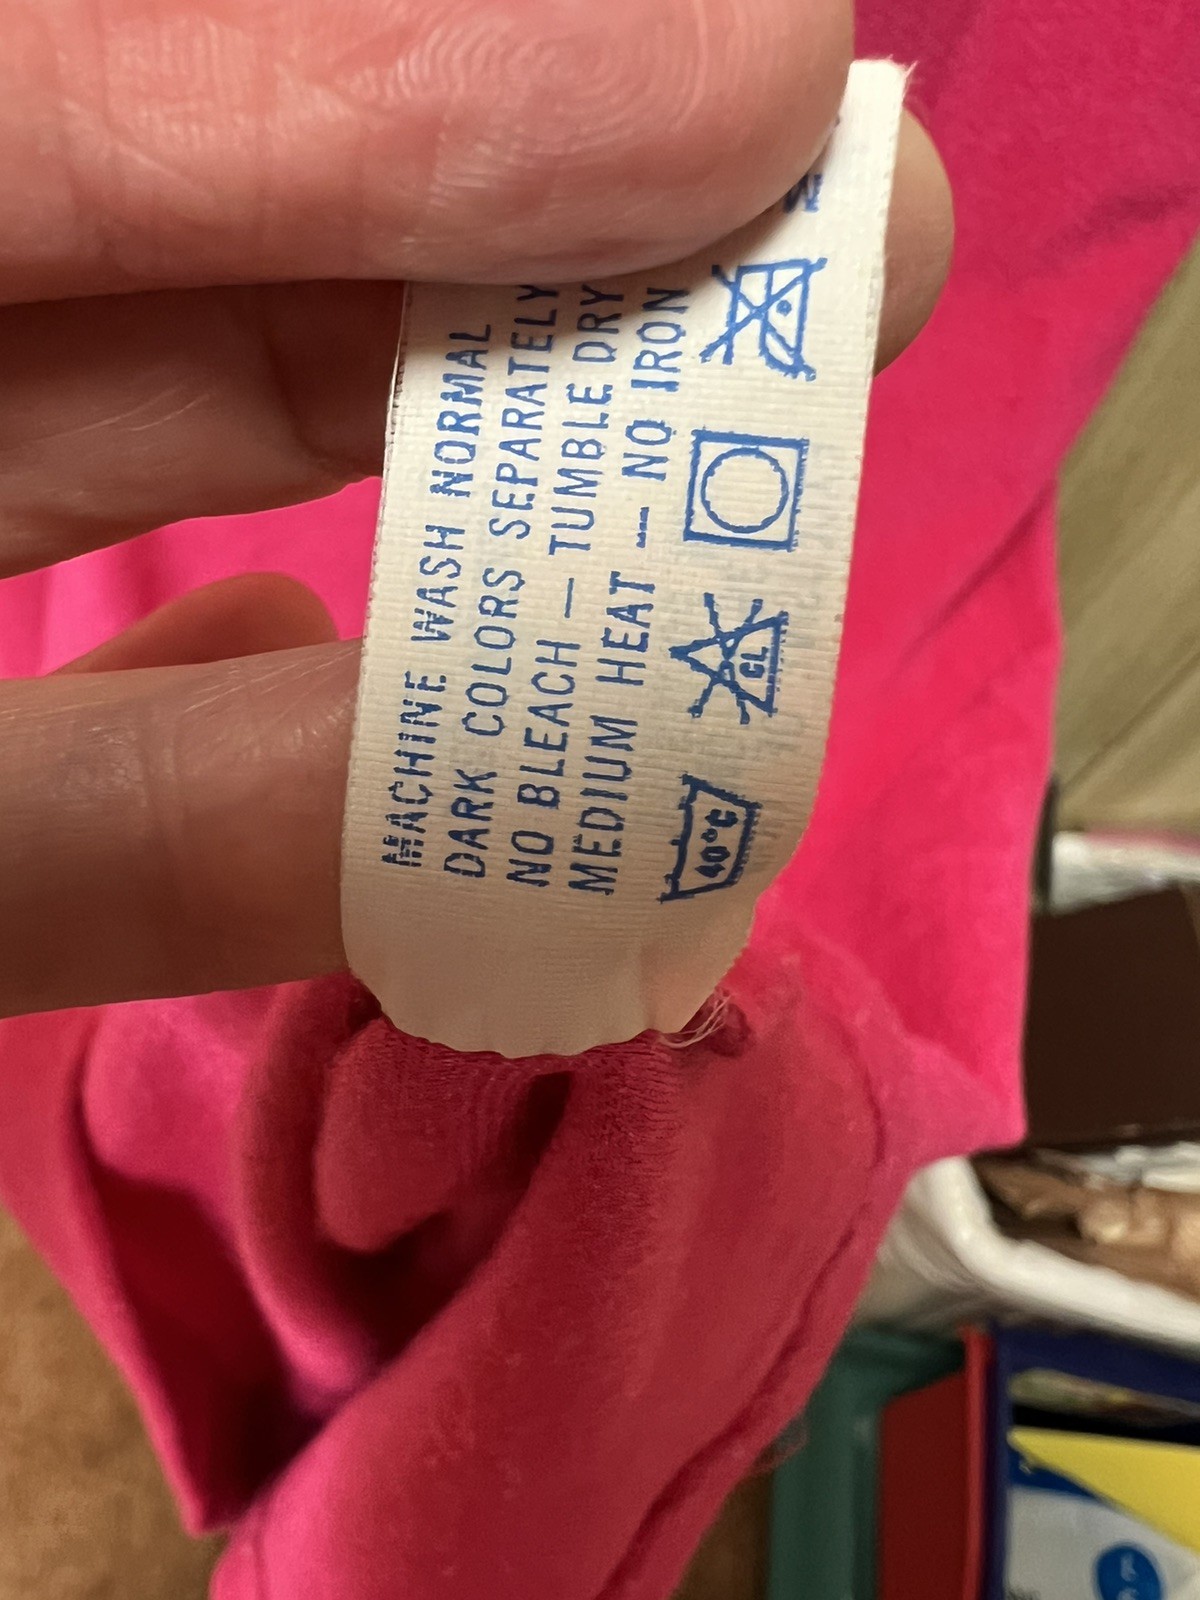 MACHINE WASH NORMAL
DARK COLORS SEPARATELY
NO BLEACH — TUMBLE DRY
MEDIUM HEAT — NO IRON
40°C CL